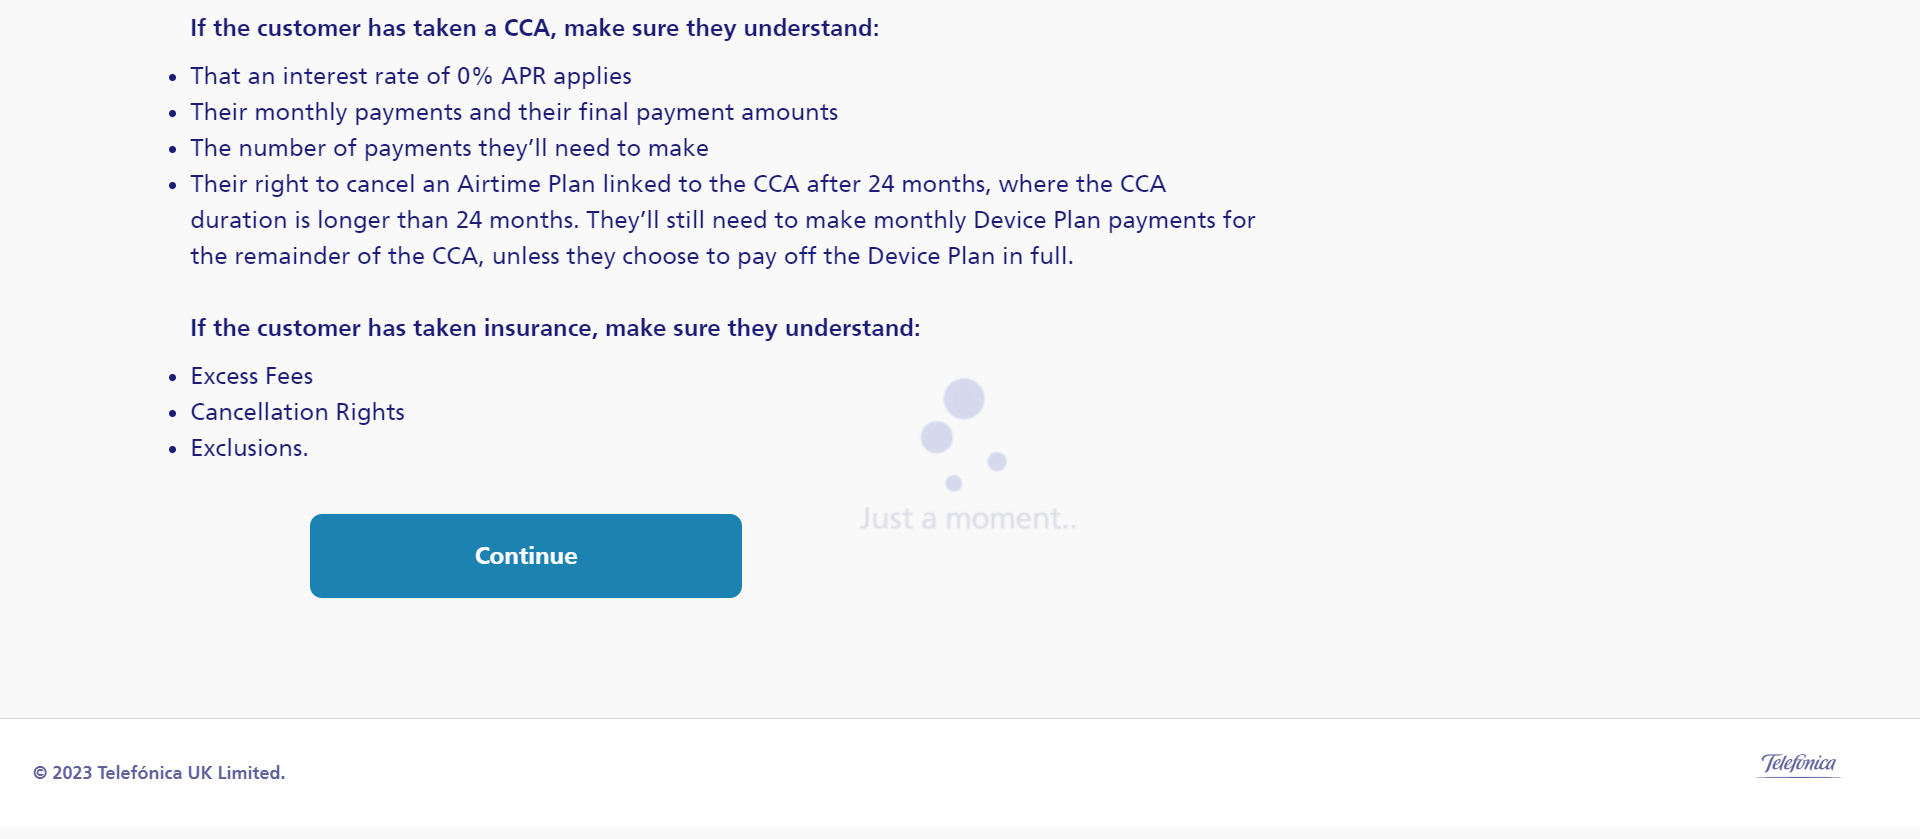 If the customer has taken a CCA, make sure they understand:
• That an interest rate of 0% APR applies
• Their monthly payments and their final payment amounts
• The number of payments they’ll need to make
• Their right to cancel an Airtime Plan linked to the CCA after 24 months, where the CCA
duration is longer than 24 months. They’ll still need to make monthly Device Plan payments for
the remainder of the CCA, unless they choose to pay off the Device Plan in full.
If the customer has taken insurance, make sure they understand:
• Excess Fees
• Cancellation Rights
• Exclusions.
Just a moment..
Continue
© 2023 Telefónica UK Limited.
Telefónica